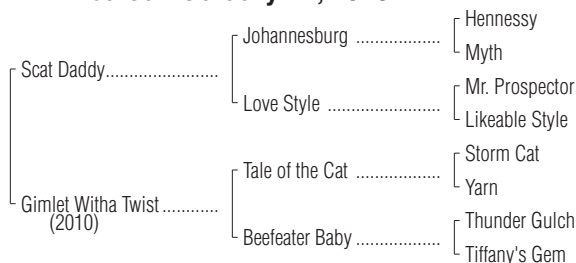 Hennessy
Johannesburg ...................
Myth
Scat Daddy.......................
Mr. Prospector
Love Style .........................
Likeable Style
Storm Cat
Tale of the Cat ..................
Yarn
Gimlet Witha Twist ............
(2010)
Thunder Gulch
Beefeater Baby ..................
Tiffany's Gem